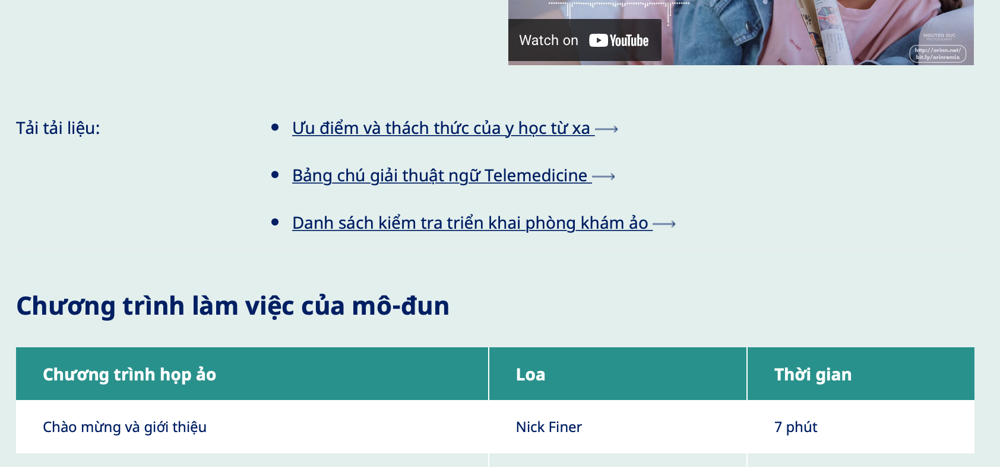 Watch on YouTube
NGUYEN DUC
PHOTOGRAPHY
http://orinn.net/
bit.ly/orinremix
Tải tài liệu:
Ưu điểm và thách thức của y học từ xa
Bảng chú giải thuật ngữ Telemedicine
Danh sách kiểm tra triển khai phòng khám ảo
Chương trình làm việc của mô-đun
Chương trình họp ảo Loa Thời gian
Chào mừng và giới thiệu Nick Finer 7 phút